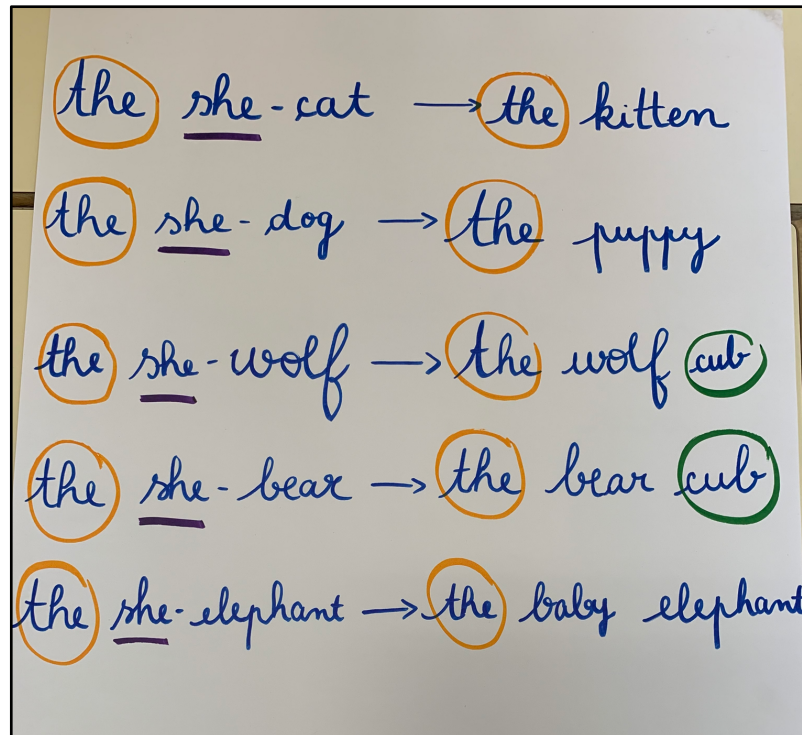 the she-cat → the kitten
the she-dog → the puppy
the she-wolf → the wolf cub
the she-bear → the bear cub
the she-elephant → the baby elephant